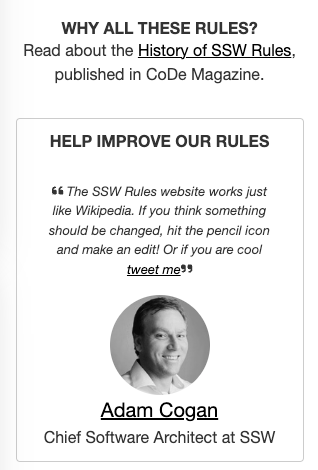 WHY ALL THESE RULES?
Read about the History of SSW Rules,
published in CoDe Magazine.
HELP IMPROVE OUR RULES
❝ The SSW Rules website works just
like Wikipedia. If you think something
should be changed, hit the pencil icon
and make an edit! Or if you are cool
tweet me❞
Adam Cogan
Chief Software Architect at SSW